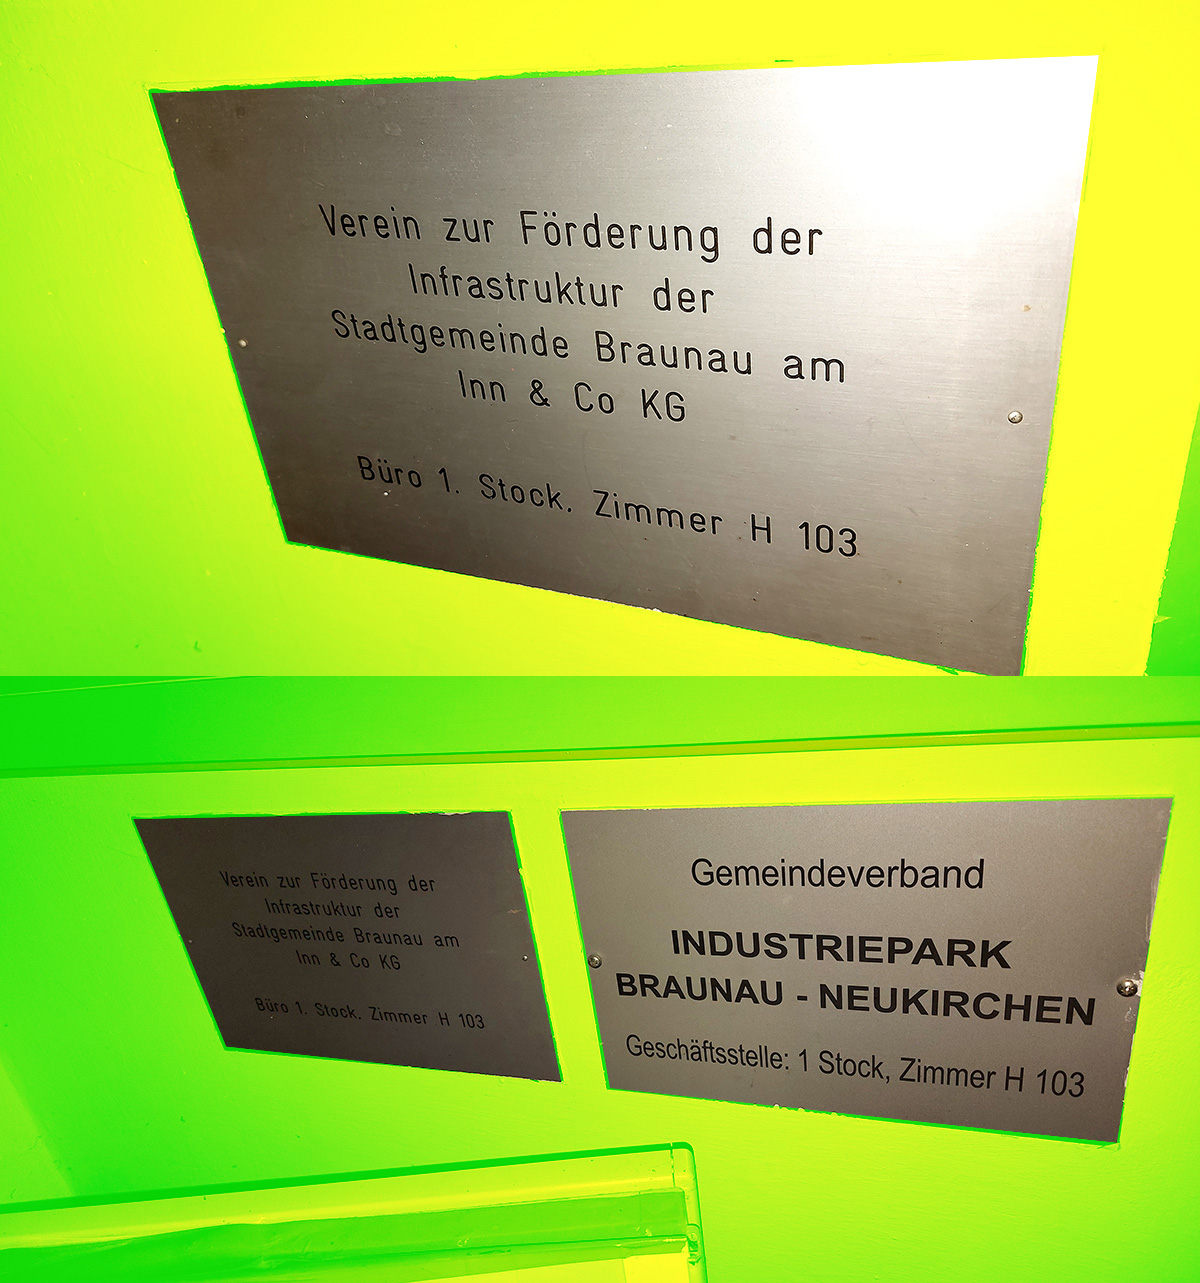 Verein zur Förderung der
Infrastruktur der
Stadtgemeinde Braunau am
Inn & Co KG
Büro 1. Stock. Zimmer H 103
Verein zur Förderung der
Infrastruktur der
Stadtgemeinde Braunau am
Inn & Co KG
Büro 1. Stock. Zimmer H 103
Gemeindeverband
INDUSTRIEPARK
BRAUNAU - NEUKIRCHEN
Geschäftsstelle: 1 Stock, Zimmer H 103